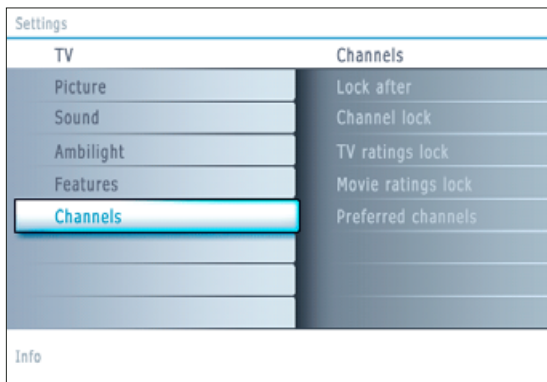 Settings
TV
Channels
Picture
Lock after
Sound
Channel lock
Ambilight
TV ratings lock
Features
Movie ratings lock
Channels
Preferred channels
Info